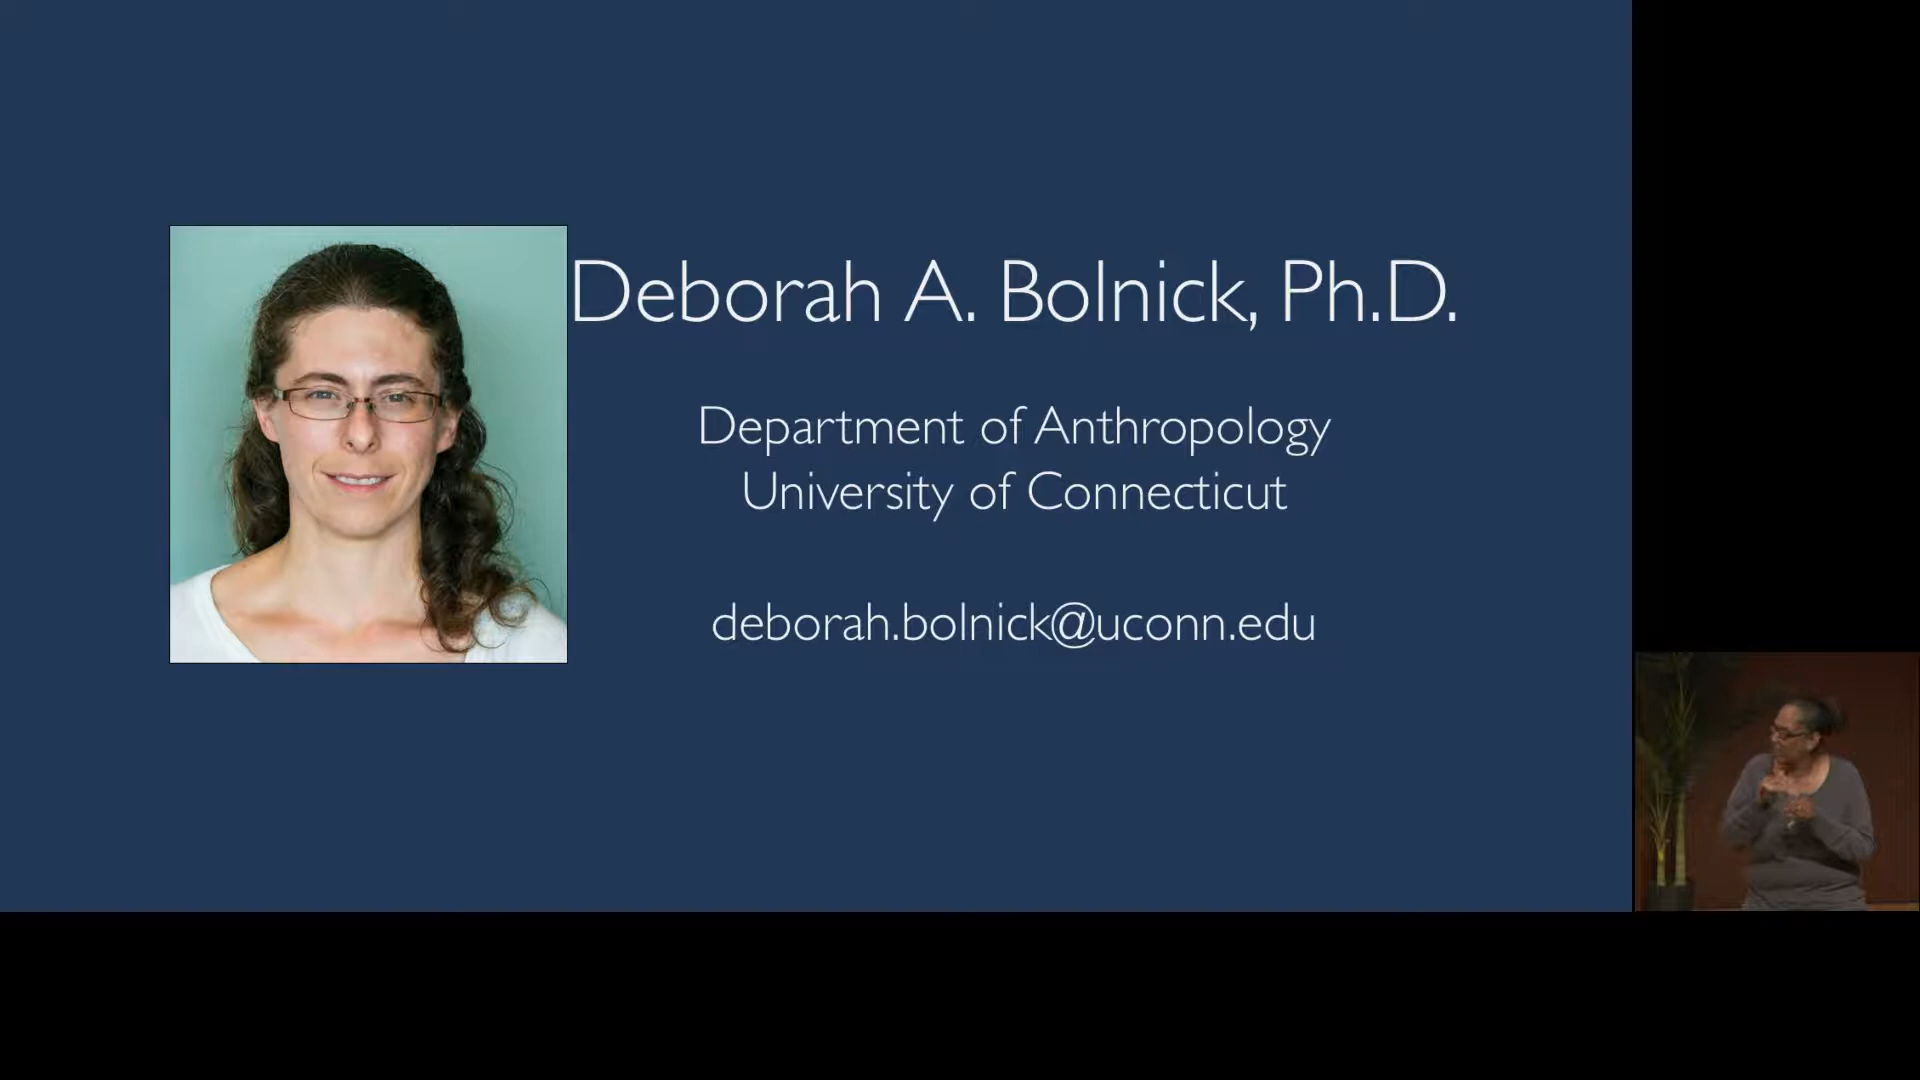 Deborah A. Bolnick, Ph.D.
Department of Anthropology
University of Connecticut
deborah.bolnick@uconn.edu